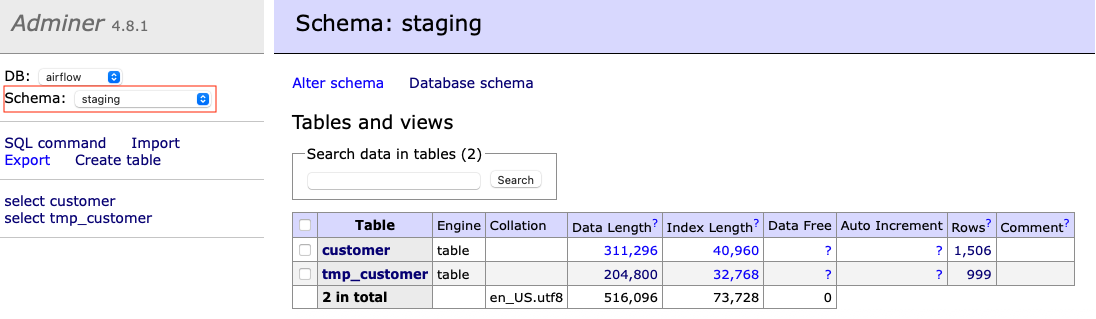 Adminer 4.8.1
DB: airflow
Schema: staging
SQL command Import
Export Create table
select customer
select tmp_customer
Schema: staging
Alter schema Database schema
Tables and views
Search data in tables (2)
Search
Table Engine Collation Data Length? Index Length? Data Free Auto Increment Rows? Comment?
customer table 311,296 40,960 ? ? 1,506
tmp_customer table 204,800 32,768 ? ? 999
2 in total en_US.utf8 516,096 73,728 0